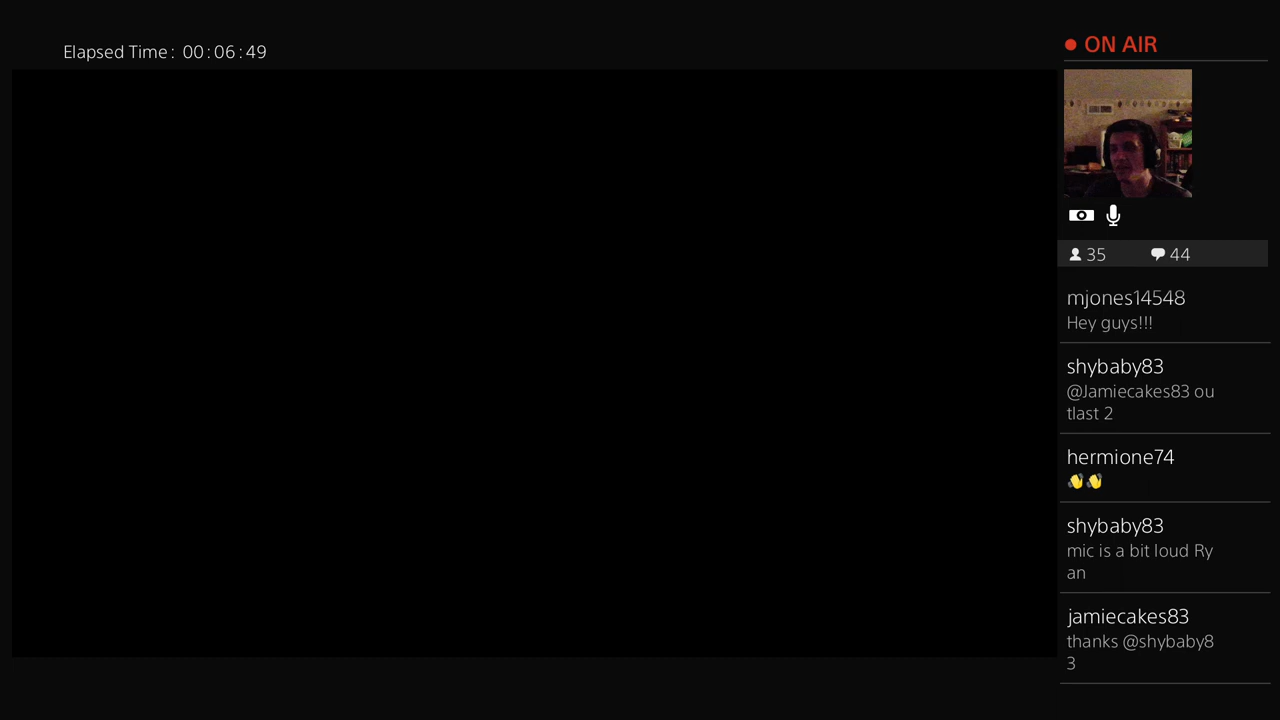 Elapsed Time: 00:06:49
ON AIR
35 44
mjones14548
Hey guys!!!
shybaby83
@Jamiecakes83 ou
tlast 2
hermione74
shybaby83
mic is a bit loud Ry
an
jamiecakes83
thanks @shybaby8
3